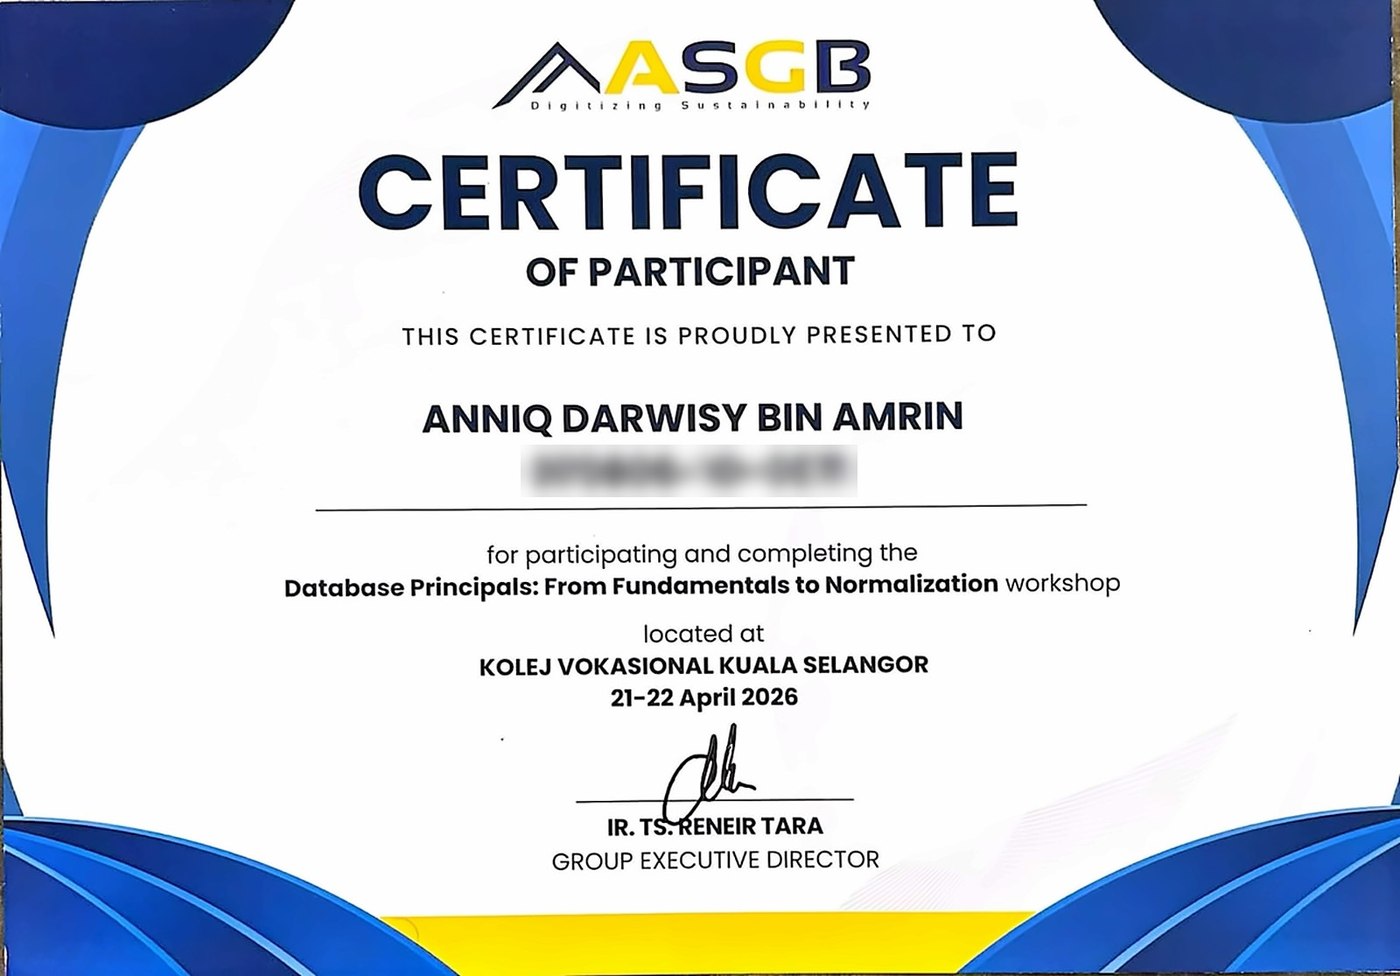 ASGB
Digitizing Sustainability
CERTIFICATE
OF PARTICIPANT
THIS CERTIFICATE IS PROUDLY PRESENTED TO
ANNIQ DARWISY BIN AMRIN
for participating and completing the
Database Principals: From Fundamentals to Normalization workshop
located at
KOLEJ VOKASIONAL KUALA SELANGOR
21-22 April 2026
IR. TS. RENEIR TARA
GROUP EXECUTIVE DIRECTOR